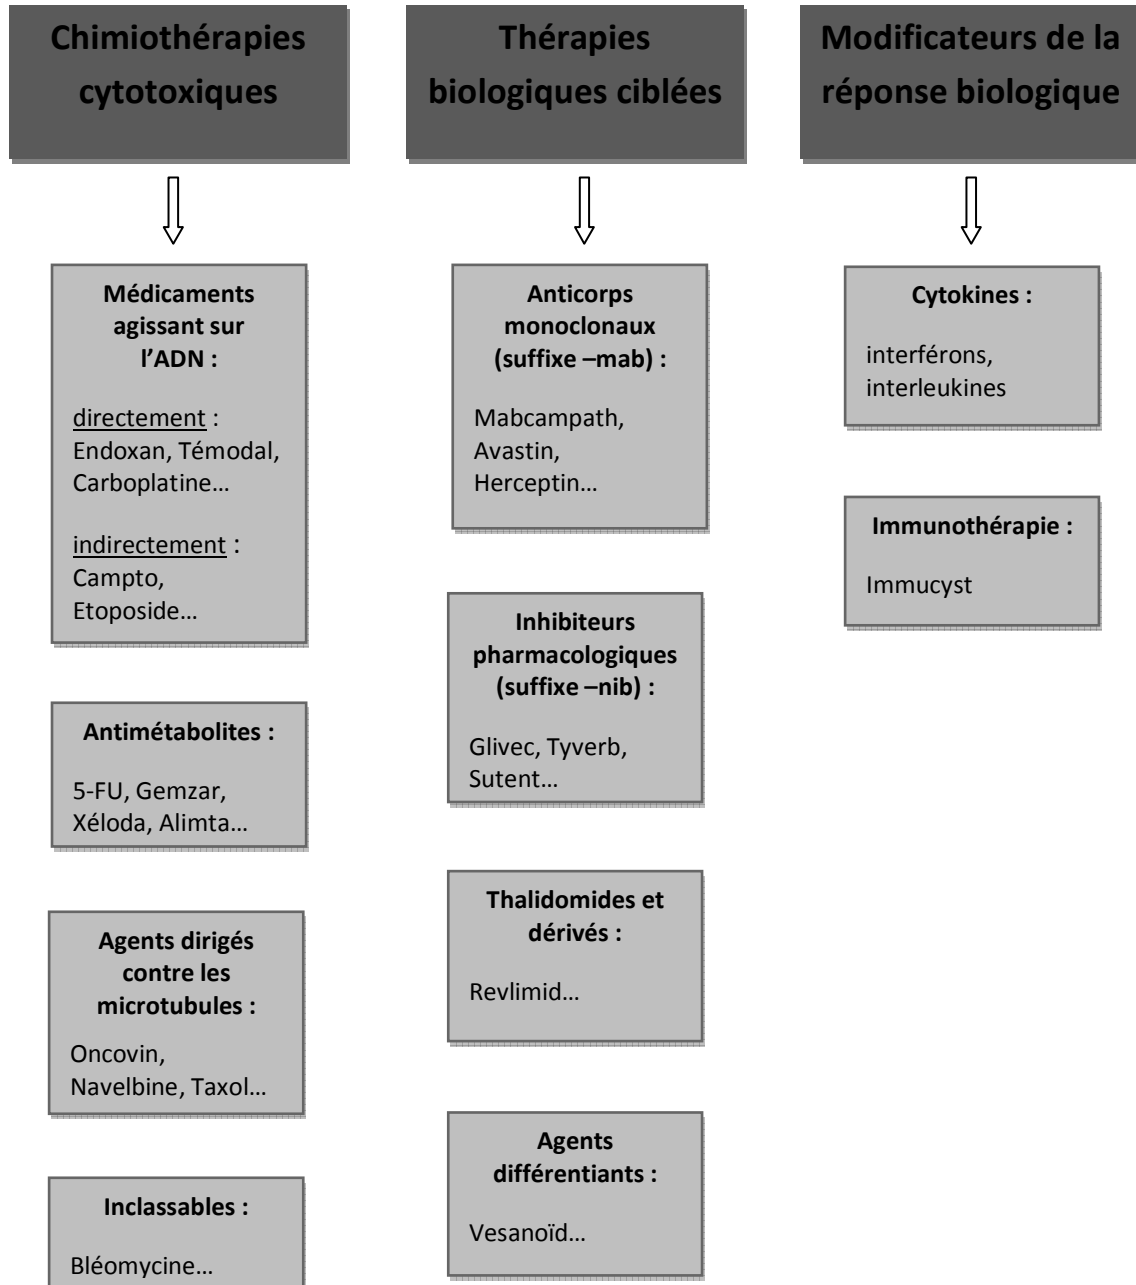 Chimiothérapies
cytotoxiques
Médicaments
agissant sur
l’ADN :
directement :
Endoxan, Témodal,
Carboplatine…
indirectement :
Campto,
Etoposide…
Antimétabolites :
5-FU, Gemzar,
Xéloda, Alimta…
Agents dirigés
contre les
microtubules :
Oncovin,
Navelbine, Taxol…
Inclassables :
Bléomycine…
Thérapies
biologiques ciblées
Anticorps
monoclonaux
(suffixe –mab) :
Mabcampath,
Avastin,
Herceptin…
Inhibiteurs
pharmacologiques
(suffixe –nib) :
Glivec, Tyverb,
Sutent…
Thalidomides et
dérivés :
Revlimid…
Agents
différentiants :
Vesanoïd…
Modificateurs de la
réponse biologique
Cytokines :
interférons,
interleukines
Immunothérapie :
Immucyst